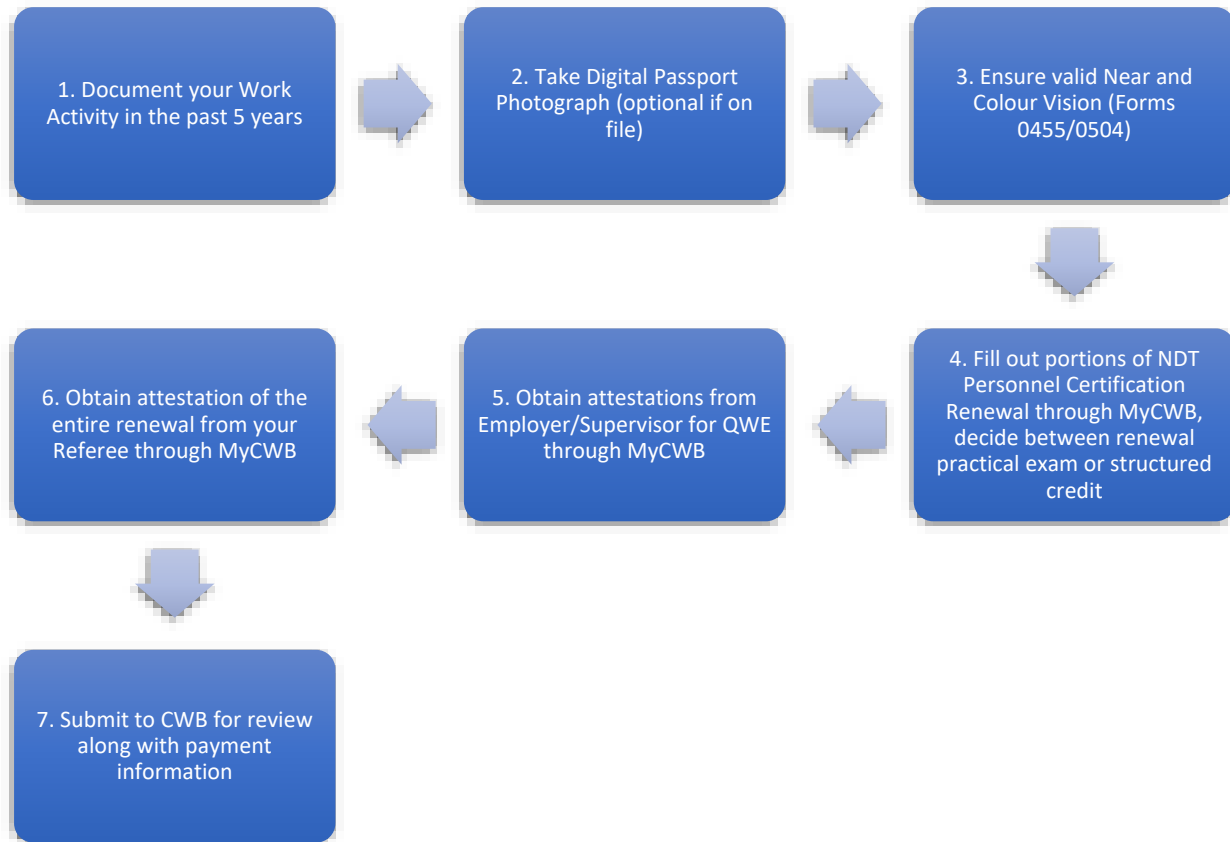 1. Document your Work
Activity in the past 5 years
2. Take Digital Passport
Photograph (optional if on
file)
3. Ensure valid Near and
Colour Vision (Forms
0455/0504)
4. Fill out portions of NDT
Personnel Certification
Renewal through MyCWB,
decide between renewal
practical exam or structured
credit
5. Obtain attestations from
Employer/Supervisor for QWE
through MyCWB
6. Obtain attestation of the
entire renewal from your
Referee through MyCWB
7. Submit to CWB for review
along with payment
information